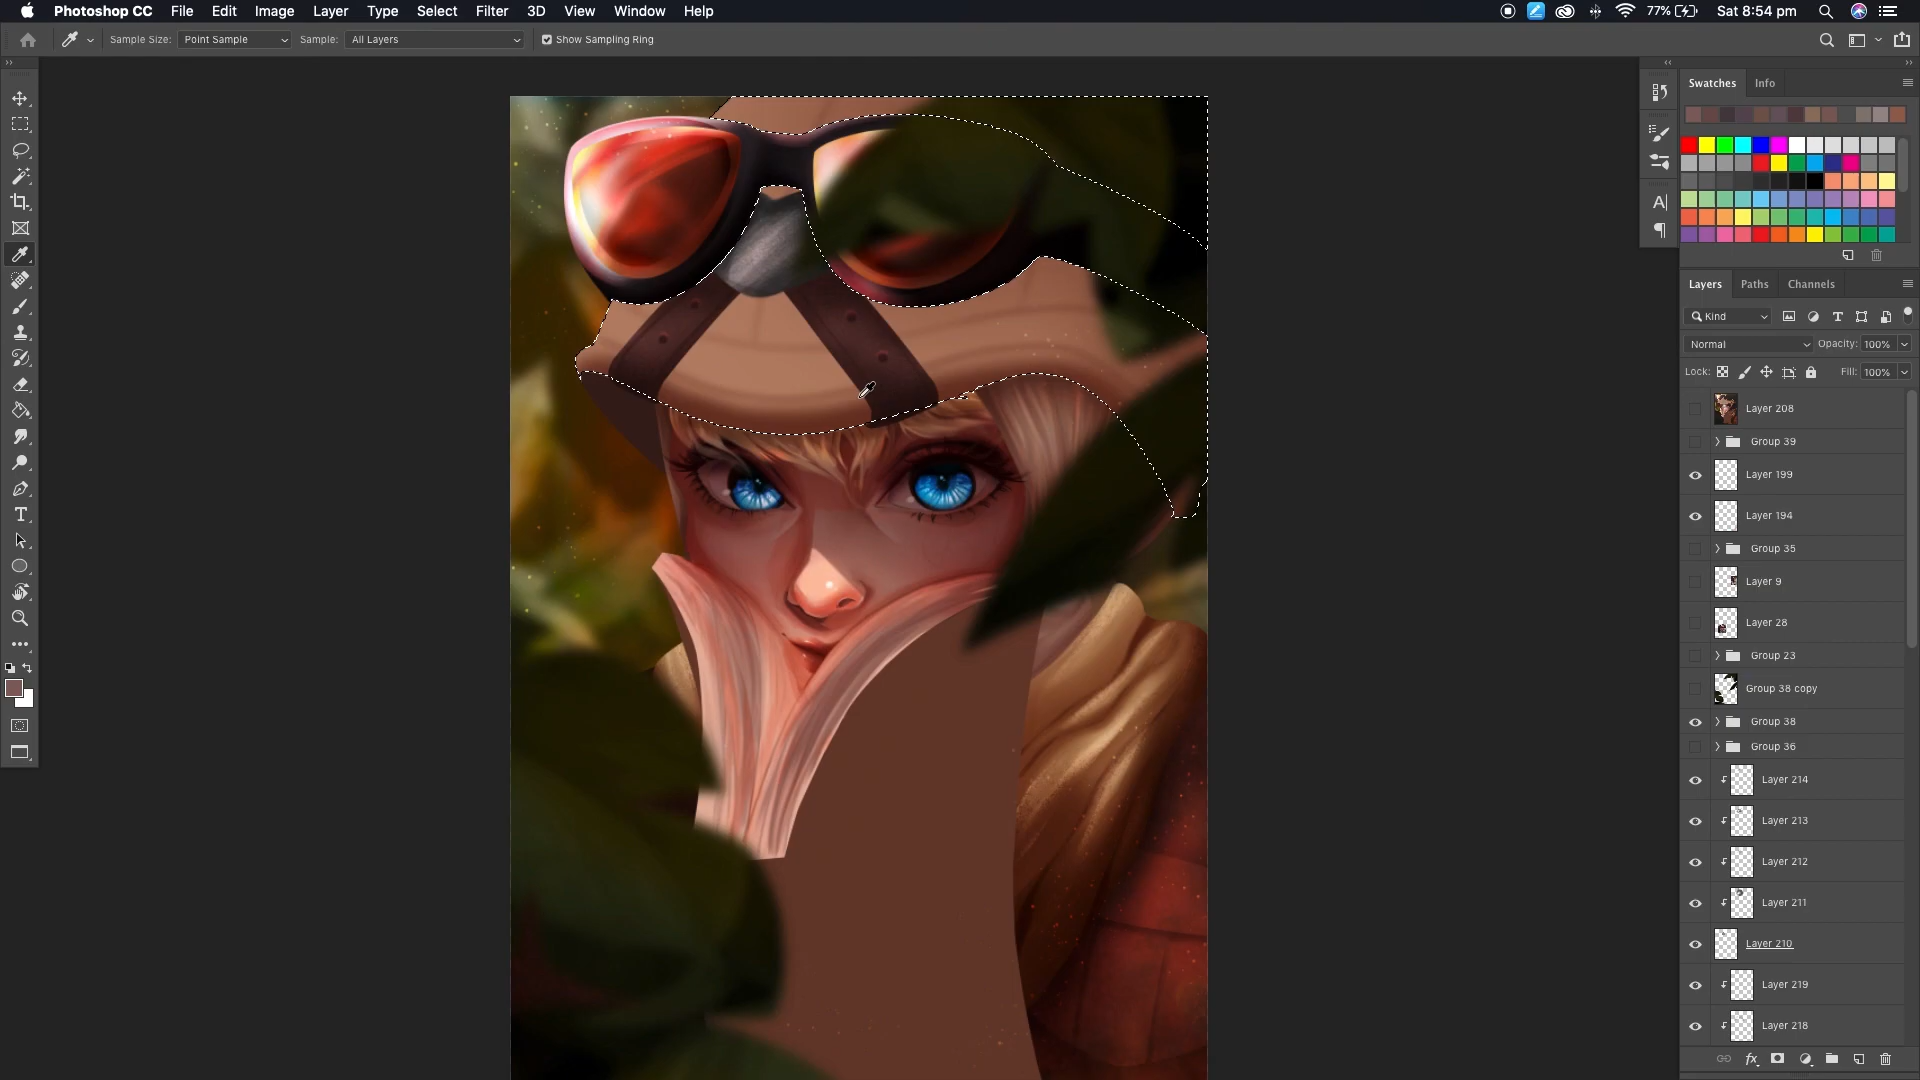 Photoshop CC File Edit Image Layer Type Select Filter 3D View Window Help 77% Sat 8:54 pm
Sample Size: Point Sample Sample: All Layers Show Sampling Ring
Swatches Info
Layers Paths Channels
Kind
Normal Opacity: 100%
Lock: Fill: 100%
Layer 208
Group 39
Layer 199
Layer 194
Group 35
Layer 9
Layer 28
Group 23
Group 38 copy
Group 38
Group 36
Layer 214
Layer 213
Layer 212
Layer 211
Layer 210
Layer 219
Layer 218